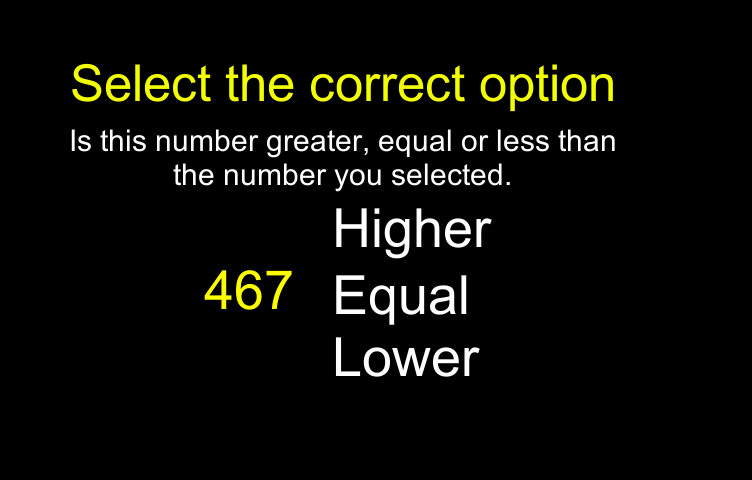 Select the correct option
Is this number greater, equal or less than
the number you selected.
Higher
467
Equal
Lower